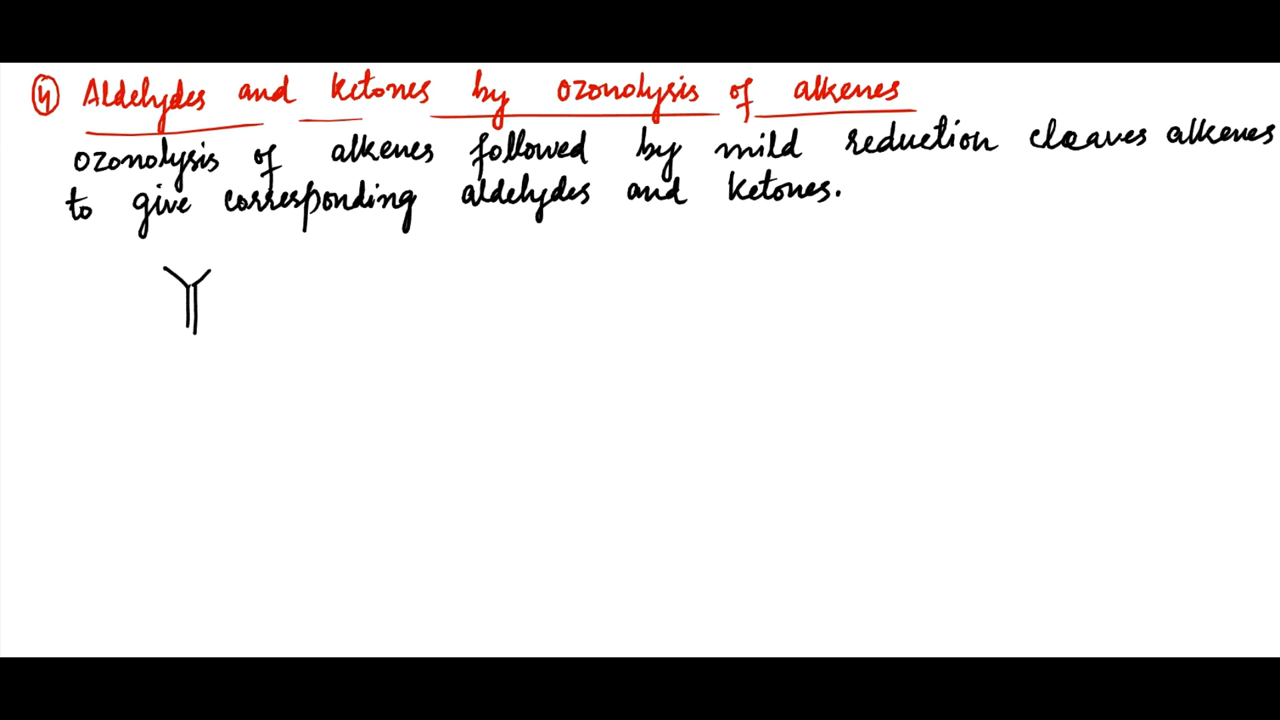 4 Aldehydes and ketones by ozonolysis of alkenes
ozonolysis of alkenes followed by mild reduction cleaves alkenes
to give corresponding aldehydes and ketones.